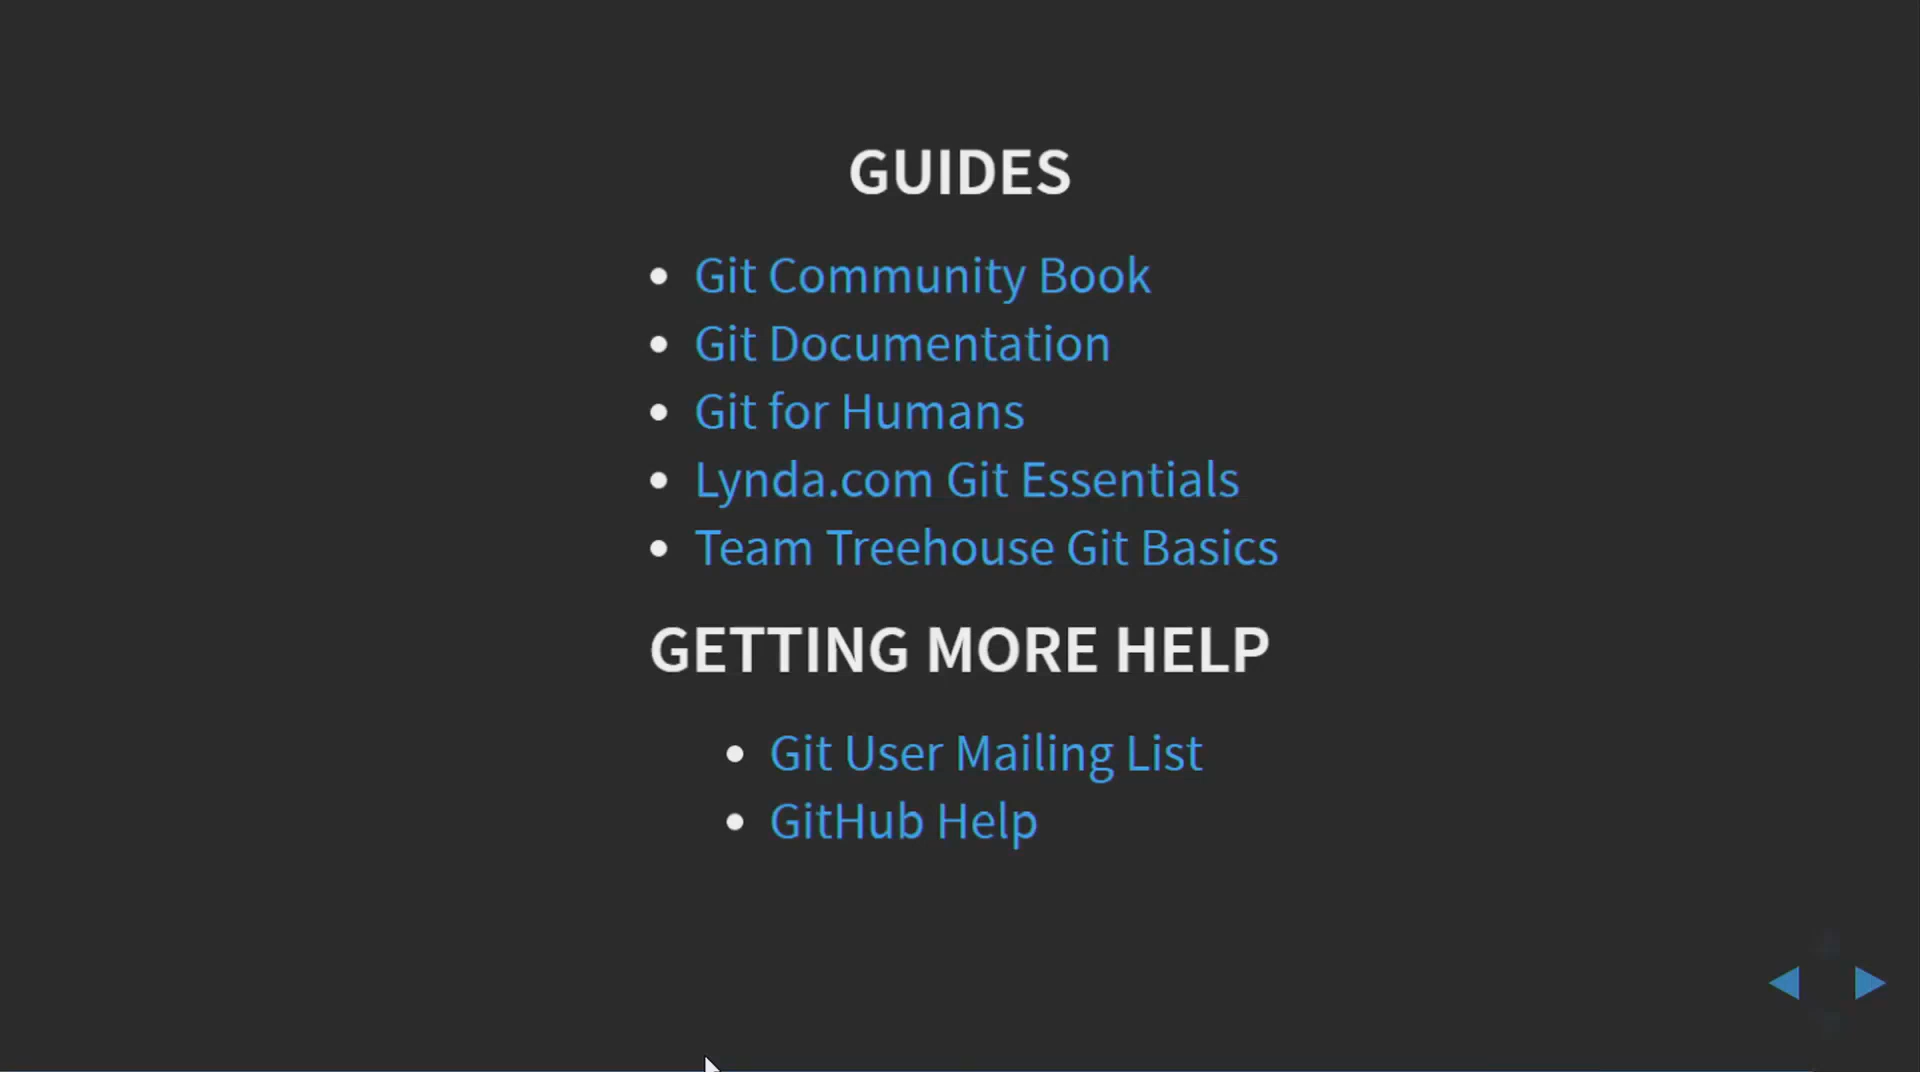 GUIDES
Git Community Book
Git Documentation
Git for Humans
Lynda.com Git Essentials
Team Treehouse Git Basics
GETTING MORE HELP
Git User Mailing List
GitHub Help